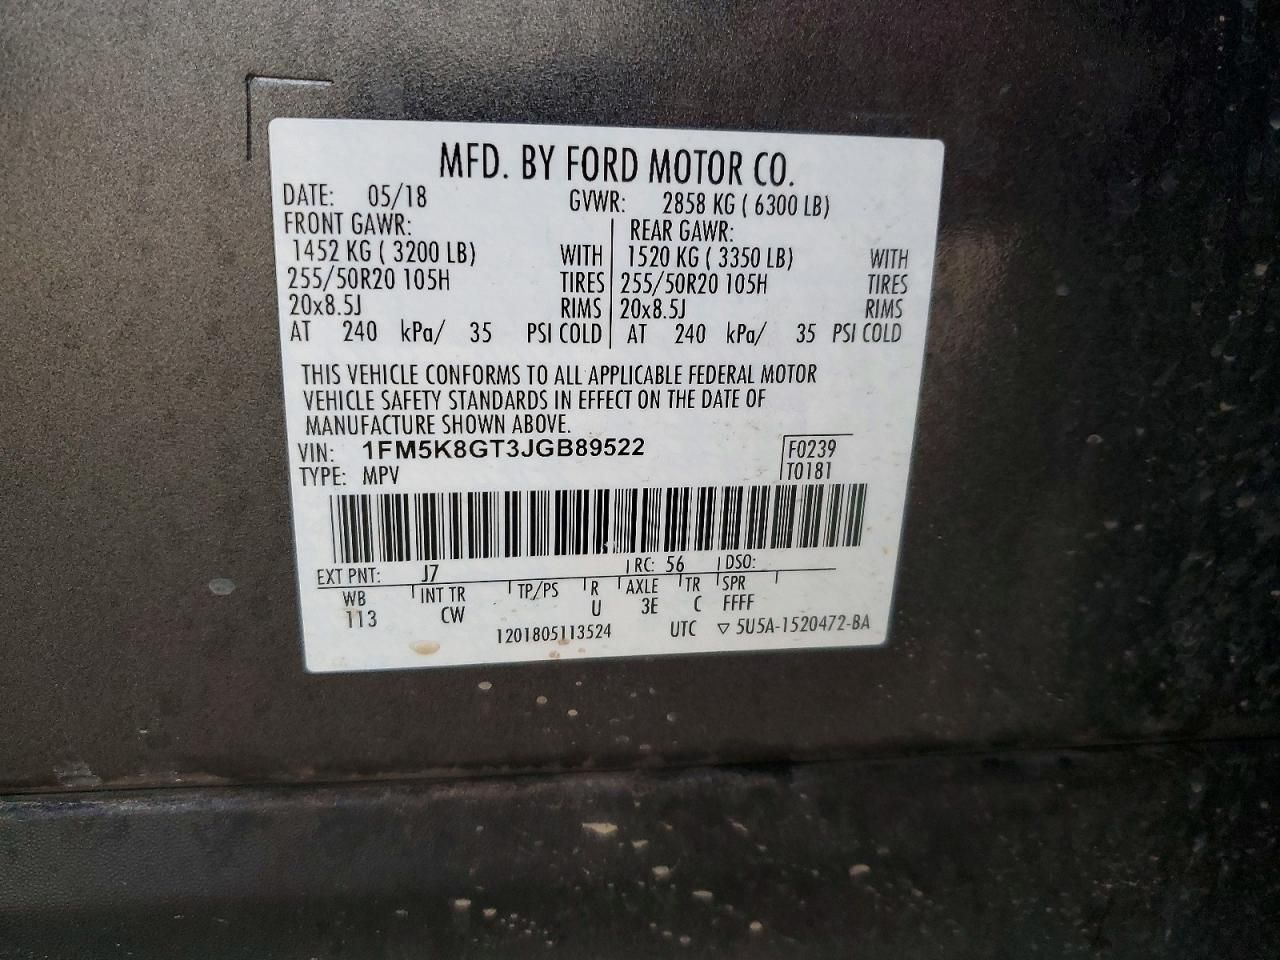 MFD. BY FORD MOTOR CO.
DATE: 05/18 GVWR: 2858 KG ( 6300 LB)
FRONT GAWR: REAR GAWR:
1452 KG ( 3200 LB) WITH 1520 KG ( 3350 LB) WITH
255/50R20 105H TIRES 255/50R20 105H TIRES
20x8.5J RIMS 20x8.5J RIMS
AT 240 kPa/ 35 PSI COLD AT 240 kPa/ 35 PSI COLD
THIS VEHICLE CONFORMS TO ALL APPLICABLE FEDERAL MOTOR
VEHICLE SAFETY STANDARDS IN EFFECT ON THE DATE OF
MANUFACTURE SHOWN ABOVE.
VIN: 1FM5K8GT3JGB89522 F0239
TYPE: MPV T0181
EXT PNT: J7 RC: 56 DSO:
WB INT TR TP/PS R AXLE TR SPR
113 CW U 3E C FFFF
1201805113524 UTC ▽ 5U5A-1520472-BA